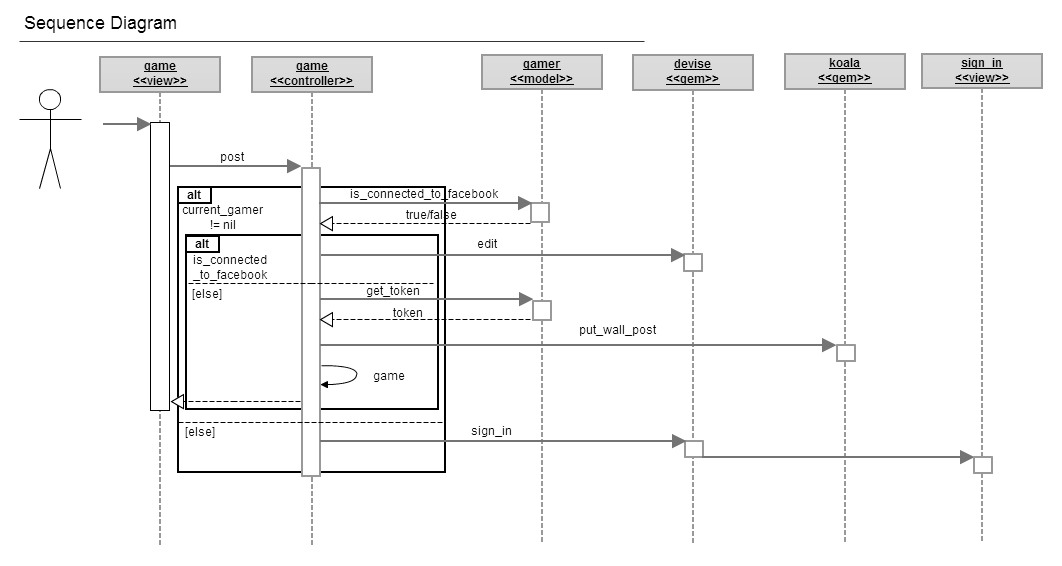 Sequence Diagram
game
<<view>>
game
<<controller>>
gamer
<<model>>
devise
<<gem>>
koala
<<gem>>
sign_in
<<view>>
post
alt
is_connected_to_facebook
current_gamer
!= nil
true/false
alt
edit
is_connected
_to_facebook
[else]
get_token
token
put_wall_post
game
[else]
sign_in